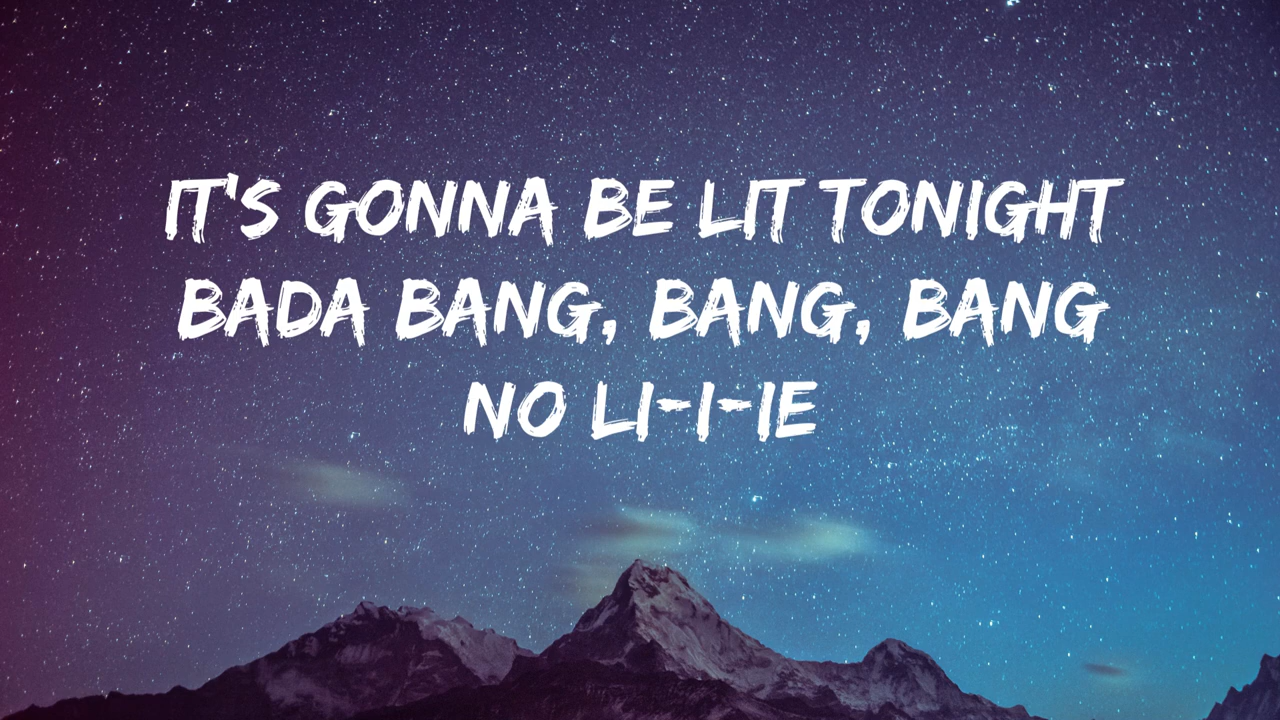 IT'S GONNA BE LIT TONIGHT
BADA BANG, BANG, BANG
NO LI-I-IE